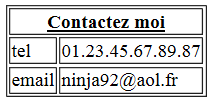 Contactez moi
tel 01.23.45.67.89.87
email ninja92@aol.fr